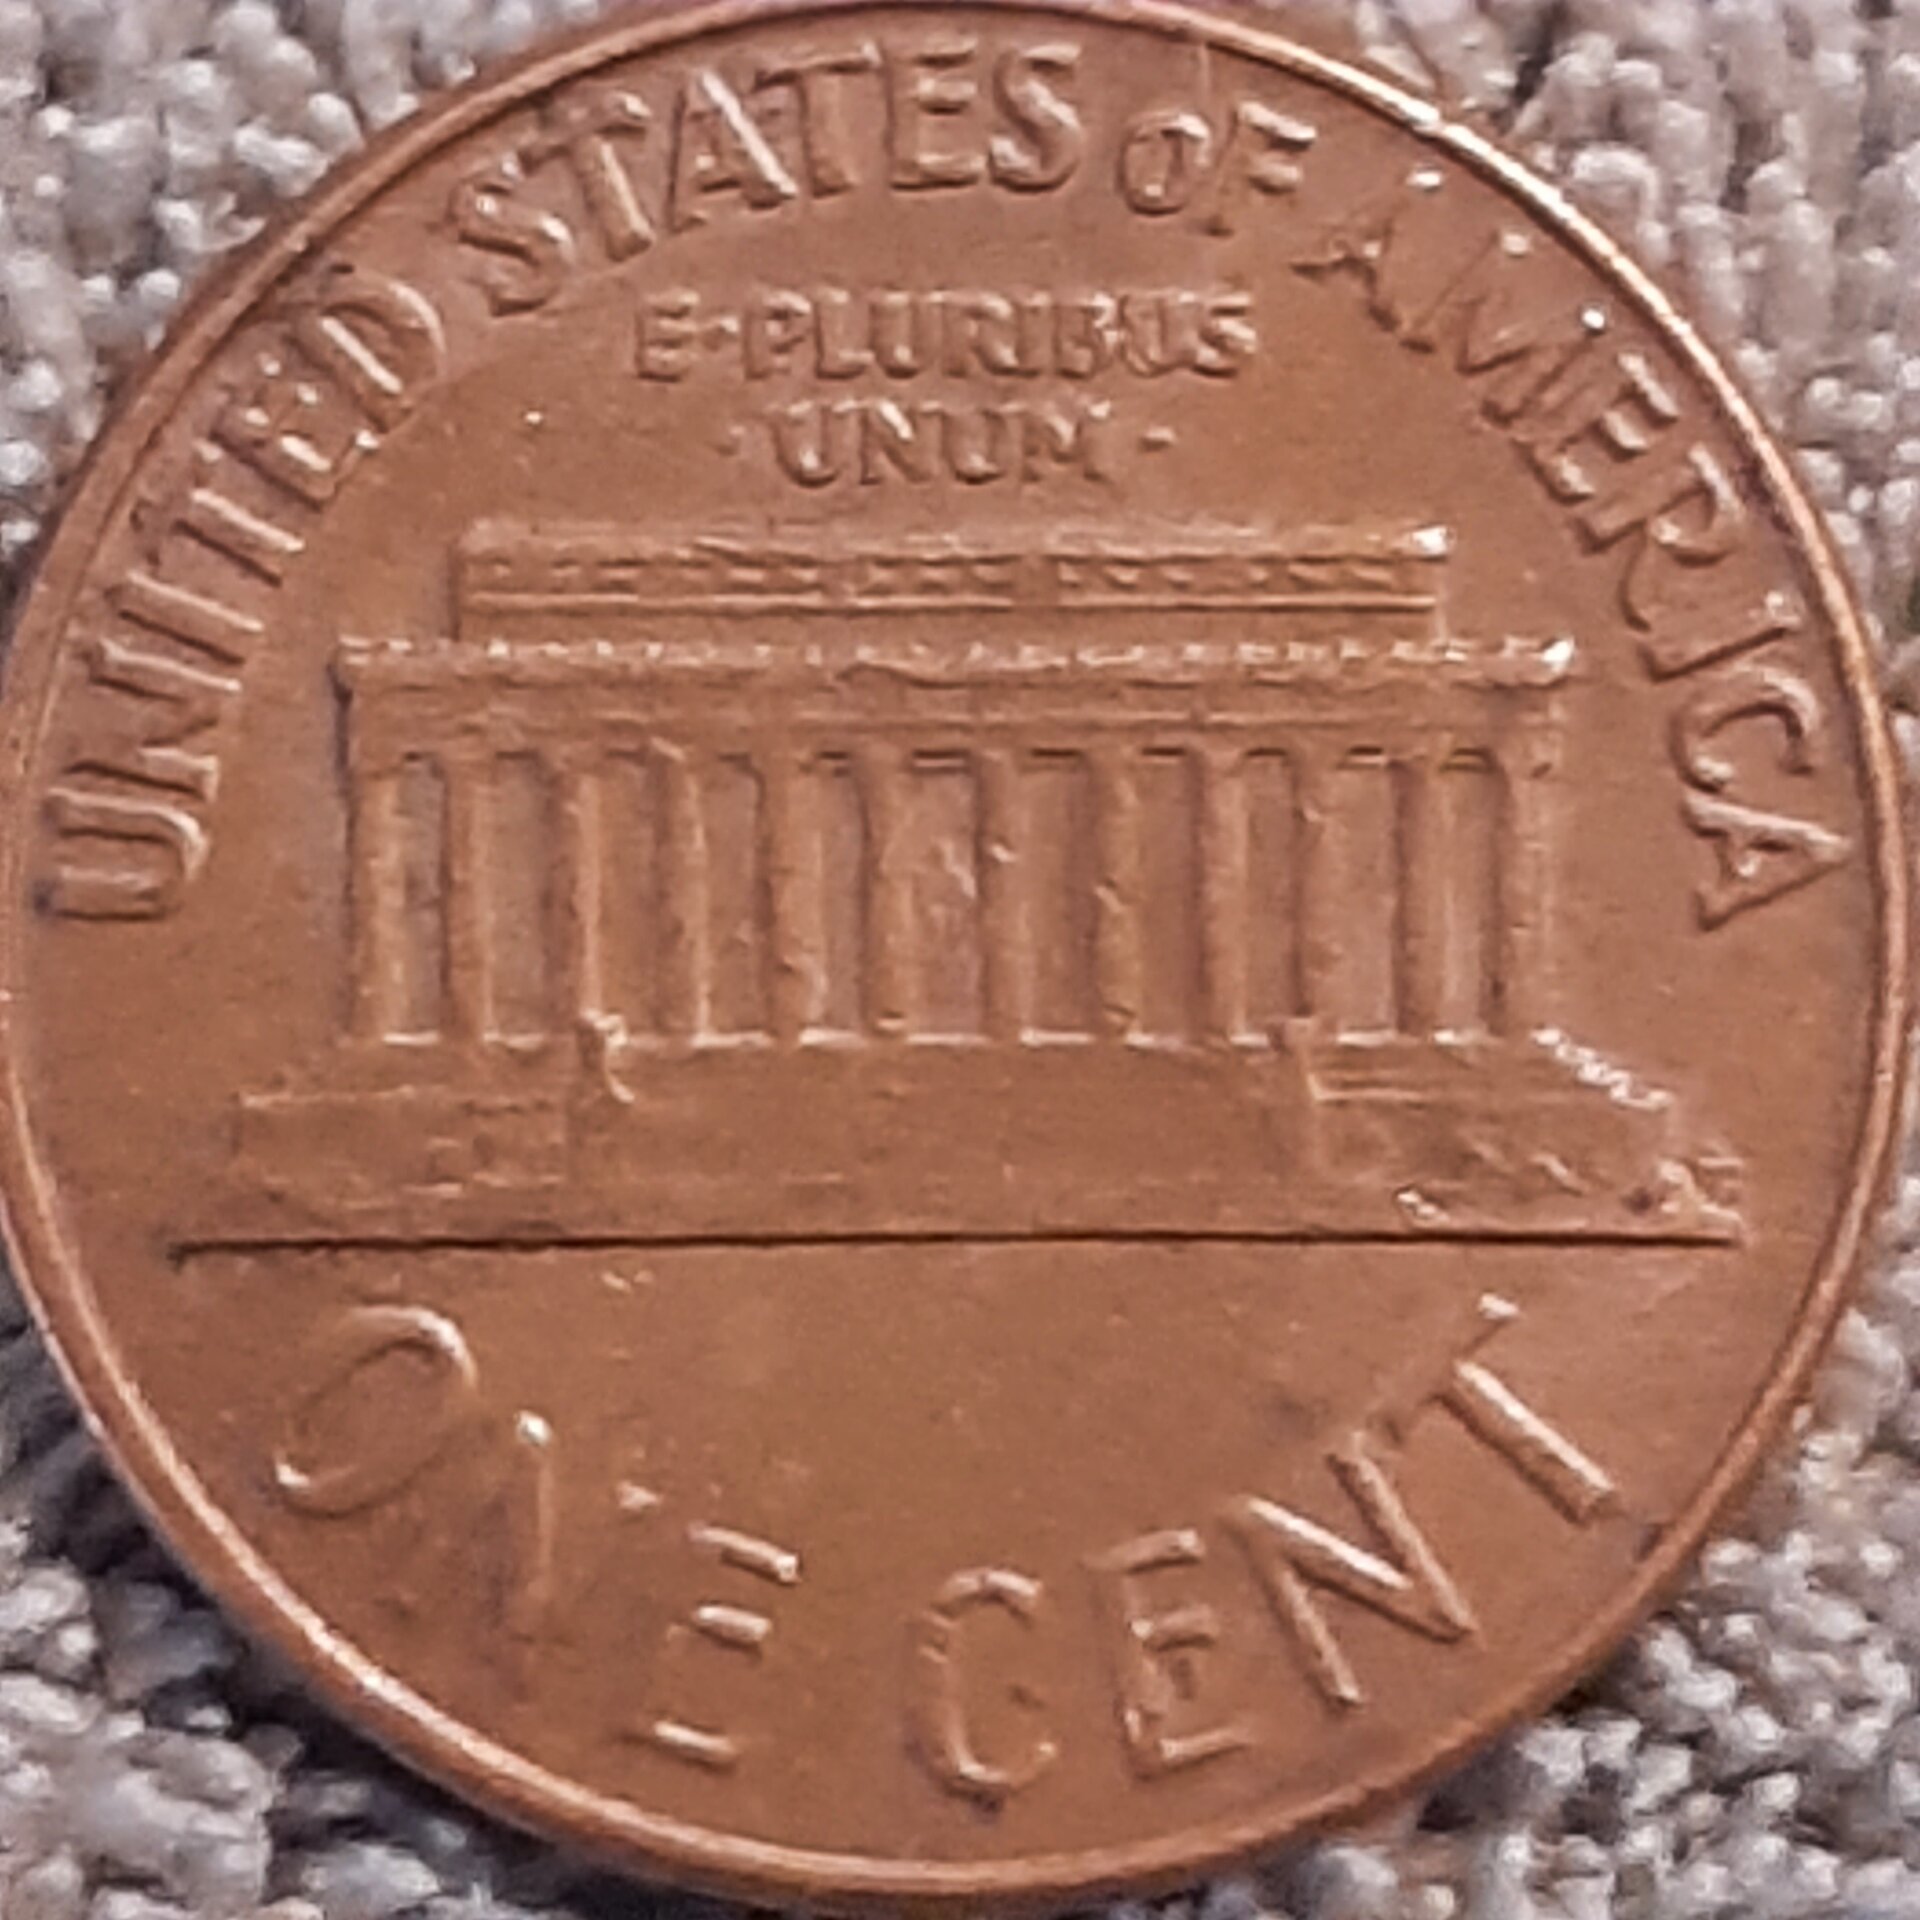 UNITED STATES OF AMERICA
E·PLURIBUS
·UNUM·
ONE CENT